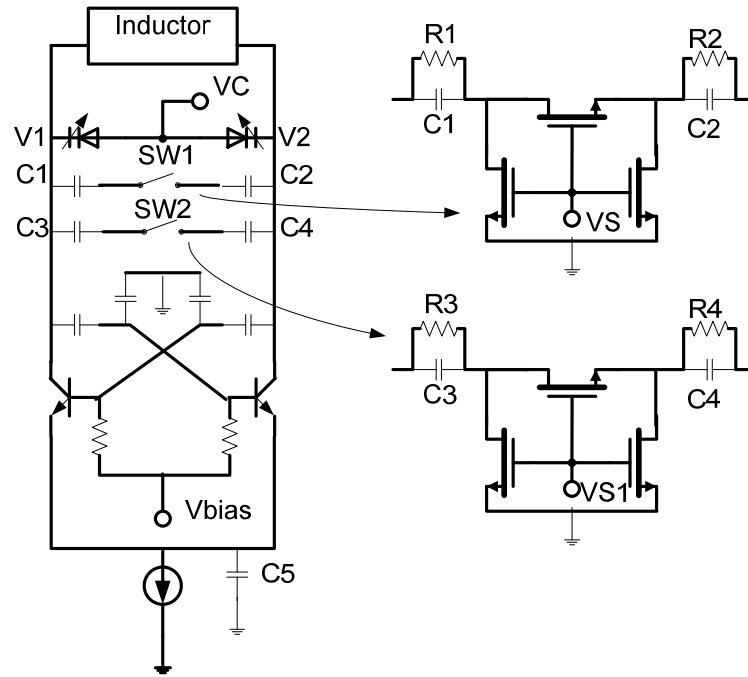 Inductor
VC
V1
V2
SW1
C1
C2
SW2
C3
C4
Vbias
C5
R1
R2
C1
C2
VS
R3
R4
C3
C4
VS1